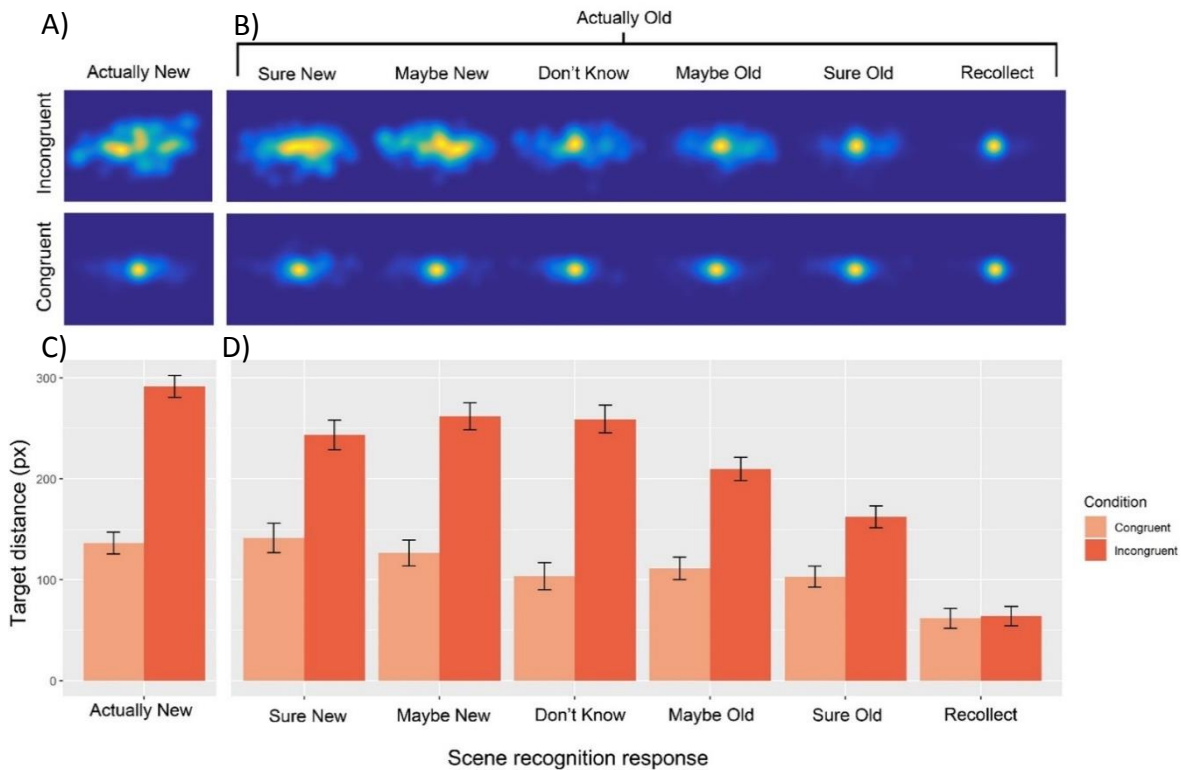 A)
B)
Actually Old
Actually New
Sure New
Maybe New
Don't Know
Maybe Old
Sure Old
Recollect
Incongruent
Congruent
C)
D)
Target distance (px)
300
200
100
0
Actually New
Sure New
Maybe New
Don't Know
Maybe Old
Sure Old
Recollect
Scene recognition response
Condition
Congruent
Incongruent